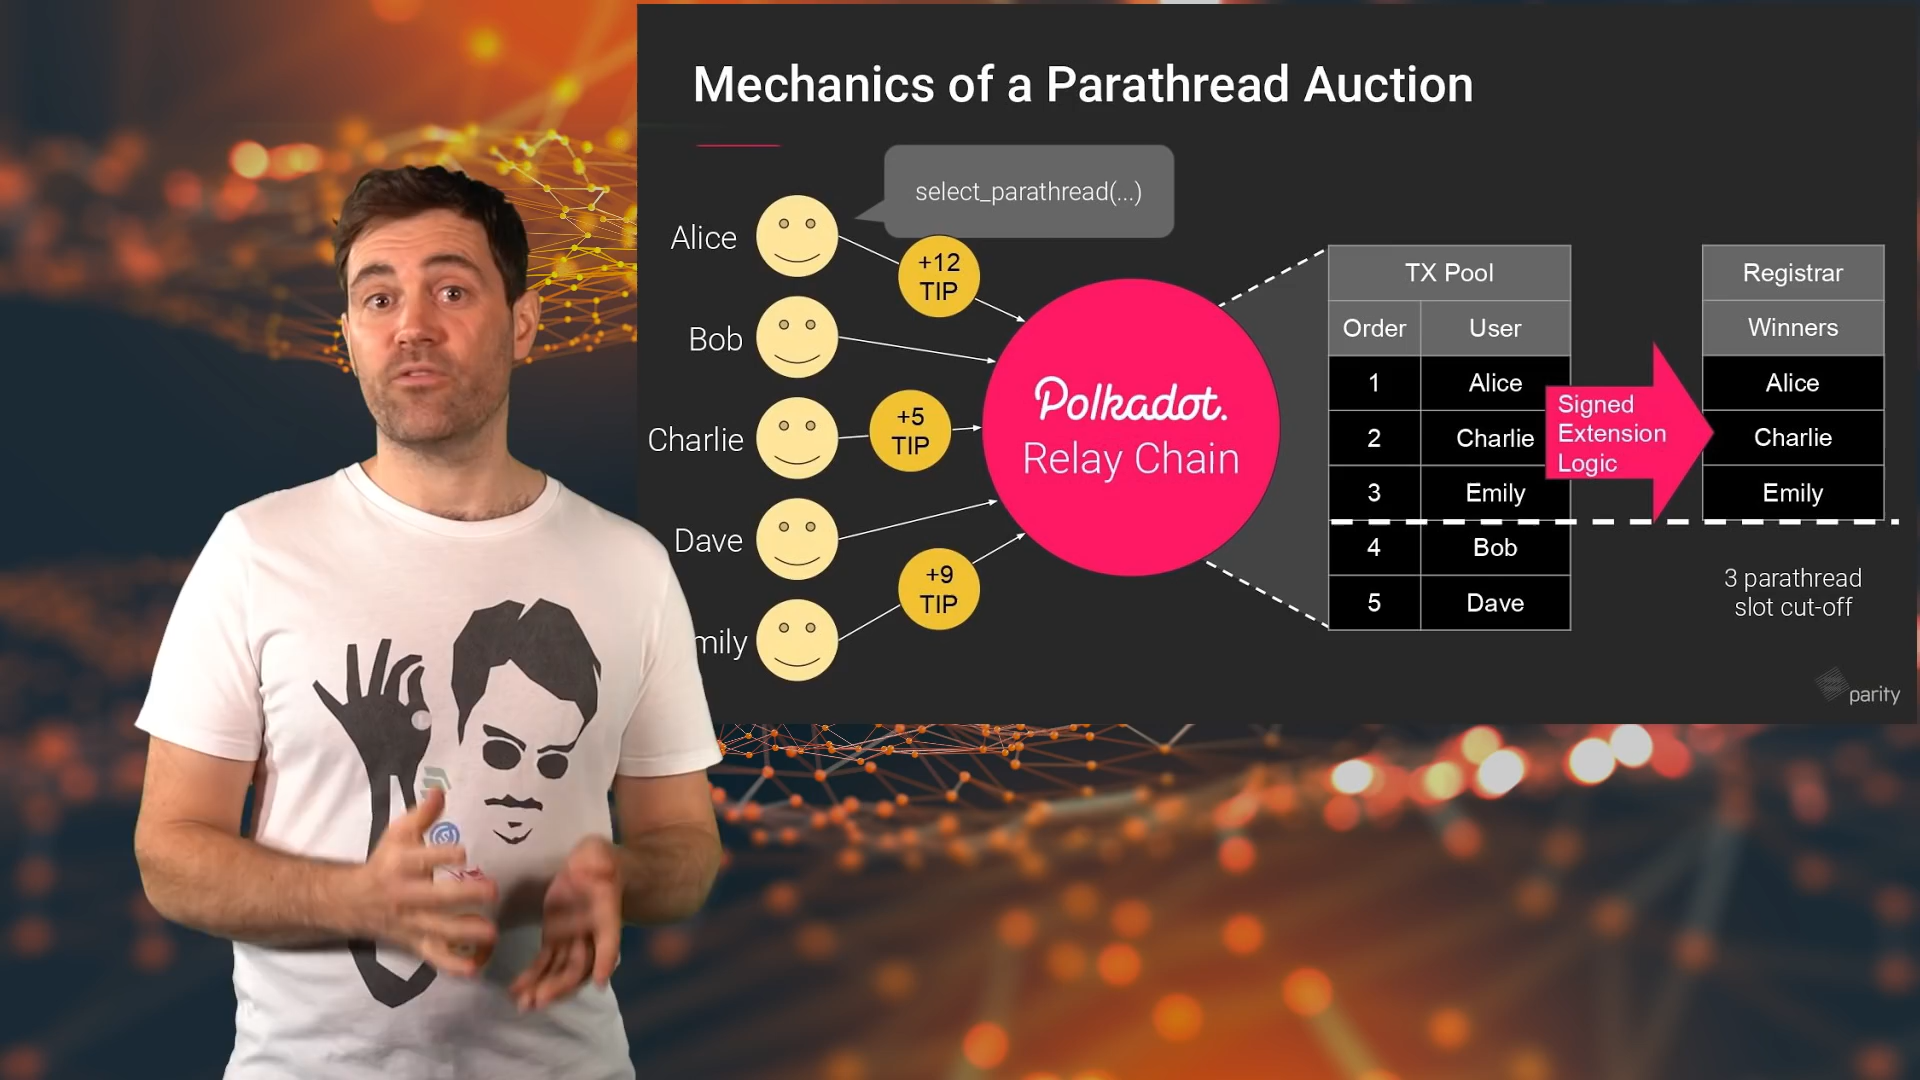 Mechanics of a Parathread Auction
select_parathread(...)
Alice
+12
TIP
Bob
Charlie
+5
TIP
Dave
mily
+9
TIP
Polkadot.
Relay Chain
TX Pool
Order User
1 Alice
2 Charlie
3 Emily
4 Bob
5 Dave
Signed
Extension
Logic
Registrar
Winners
Alice
Charlie
Emily
3 parathread
slot cut-off
parity